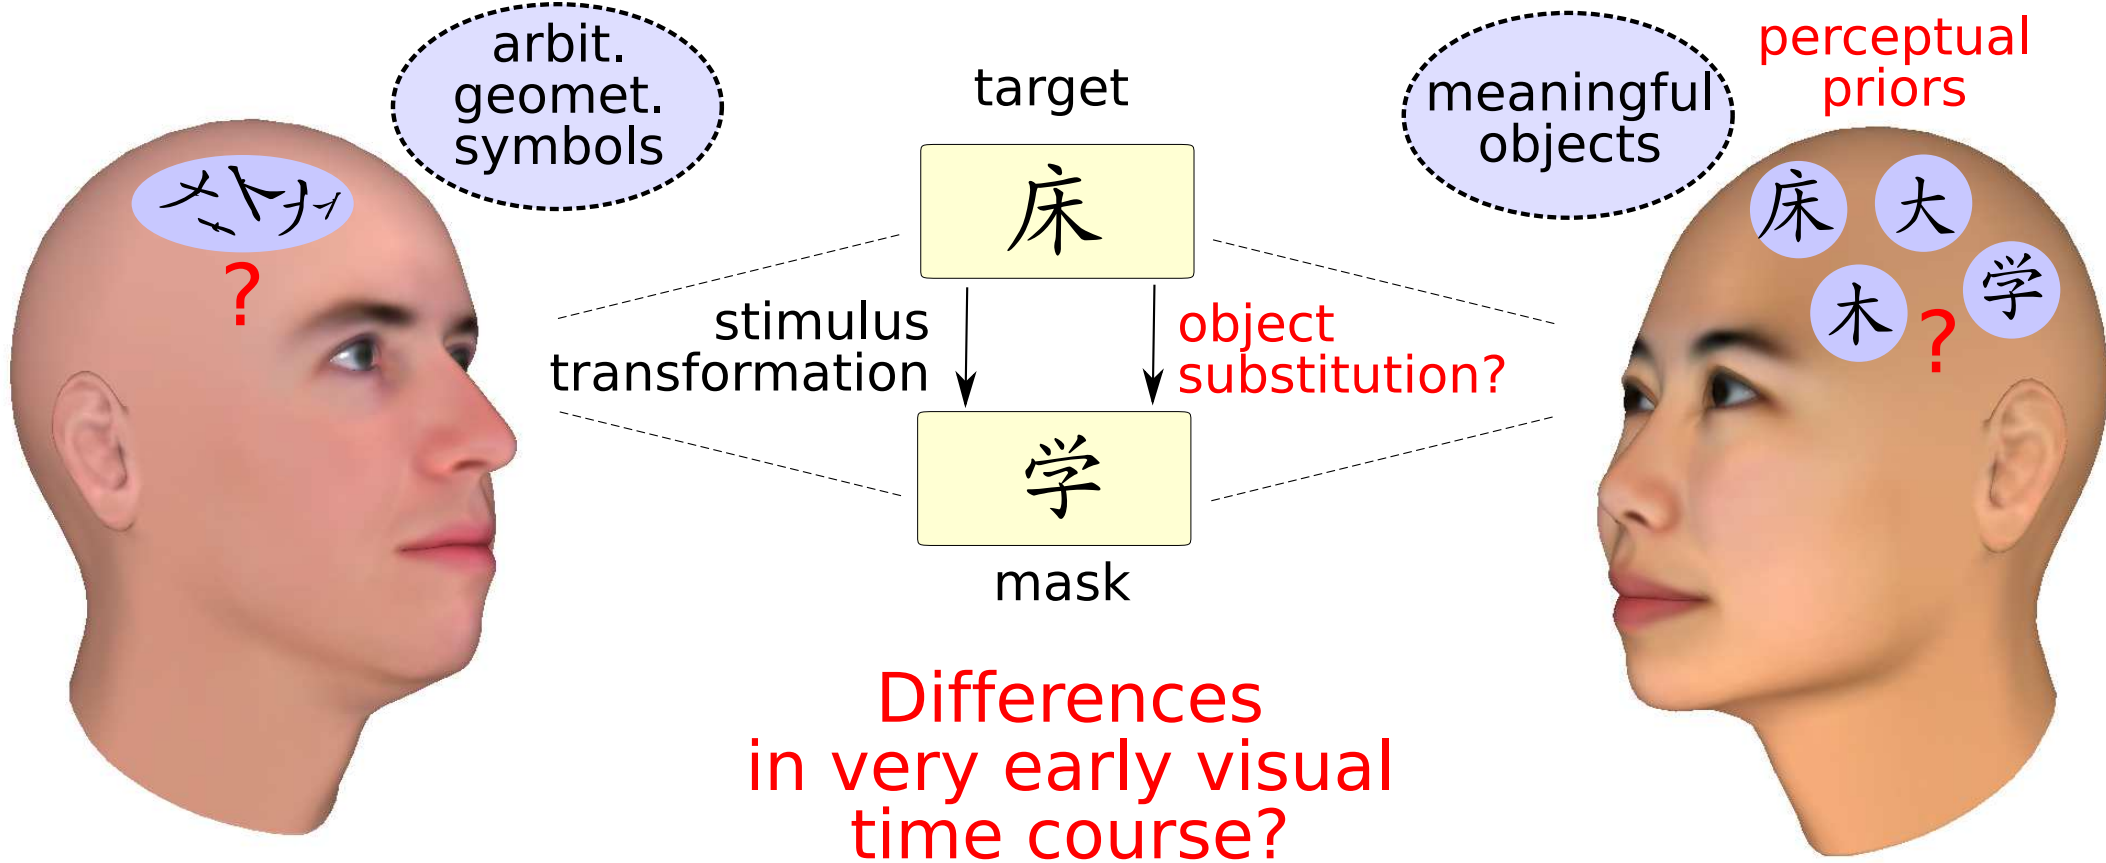 arbit.
geomet.
symbols
?
target
床
stimulus
transformation
object
substitution?
学
mask
meaningful
objects
perceptual
priors
床 大
木 学
?
Differences
in very early visual
time course?